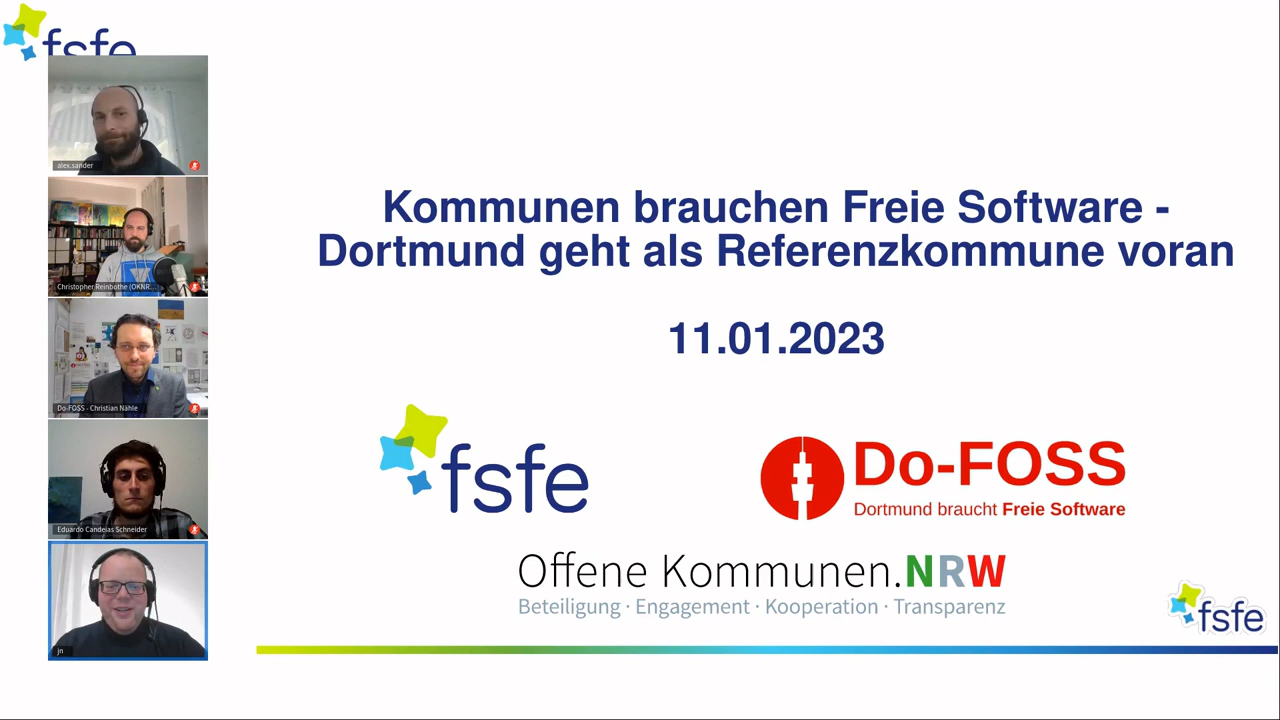 fsfe
alex.sander
Christopher Reinbothe (OKNR...
Do-FOSS - Christian Nähle
Eduardo Candeias Schneider
jn
Kommunen brauchen Freie Software -
Dortmund geht als Referenzkommune voran
11.01.2023
fsfe
Do-FOSS
Dortmund braucht Freie Software
Offene Kommunen.NRW
Beteiligung · Engagement · Kooperation · Transparenz
fsfe